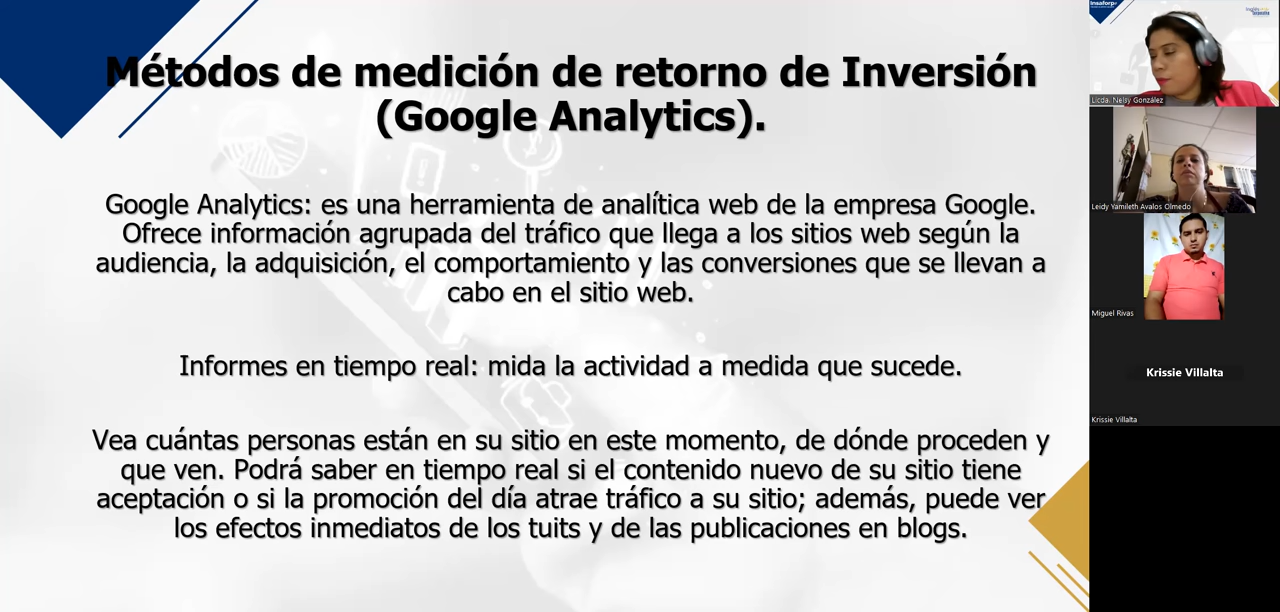 Métodos de medición de retorno de Inversión
(Google Analytics).
Google Analytics: es una herramienta de analítica web de la empresa Google.
Ofrece información agrupada del tráfico que llega a los sitios web según la
audiencia, la adquisición, el comportamiento y las conversiones que se llevan a
cabo en el sitio web.
Informes en tiempo real: mida la actividad a medida que sucede.
Vea cuántas personas están en su sitio en este momento, de dónde proceden y
que ven. Podrá saber en tiempo real si el contenido nuevo de su sitio tiene
aceptación o si la promoción del día atrae tráfico a su sitio; además, puede ver
los efectos inmediatos de los tuits y de las publicaciones en blogs.
Insaforp
Licda. Neisy González
Leidy Yamileth Avalos Olmedo
Miguel Rivas
Krissie Villalta
Krissie Villalta